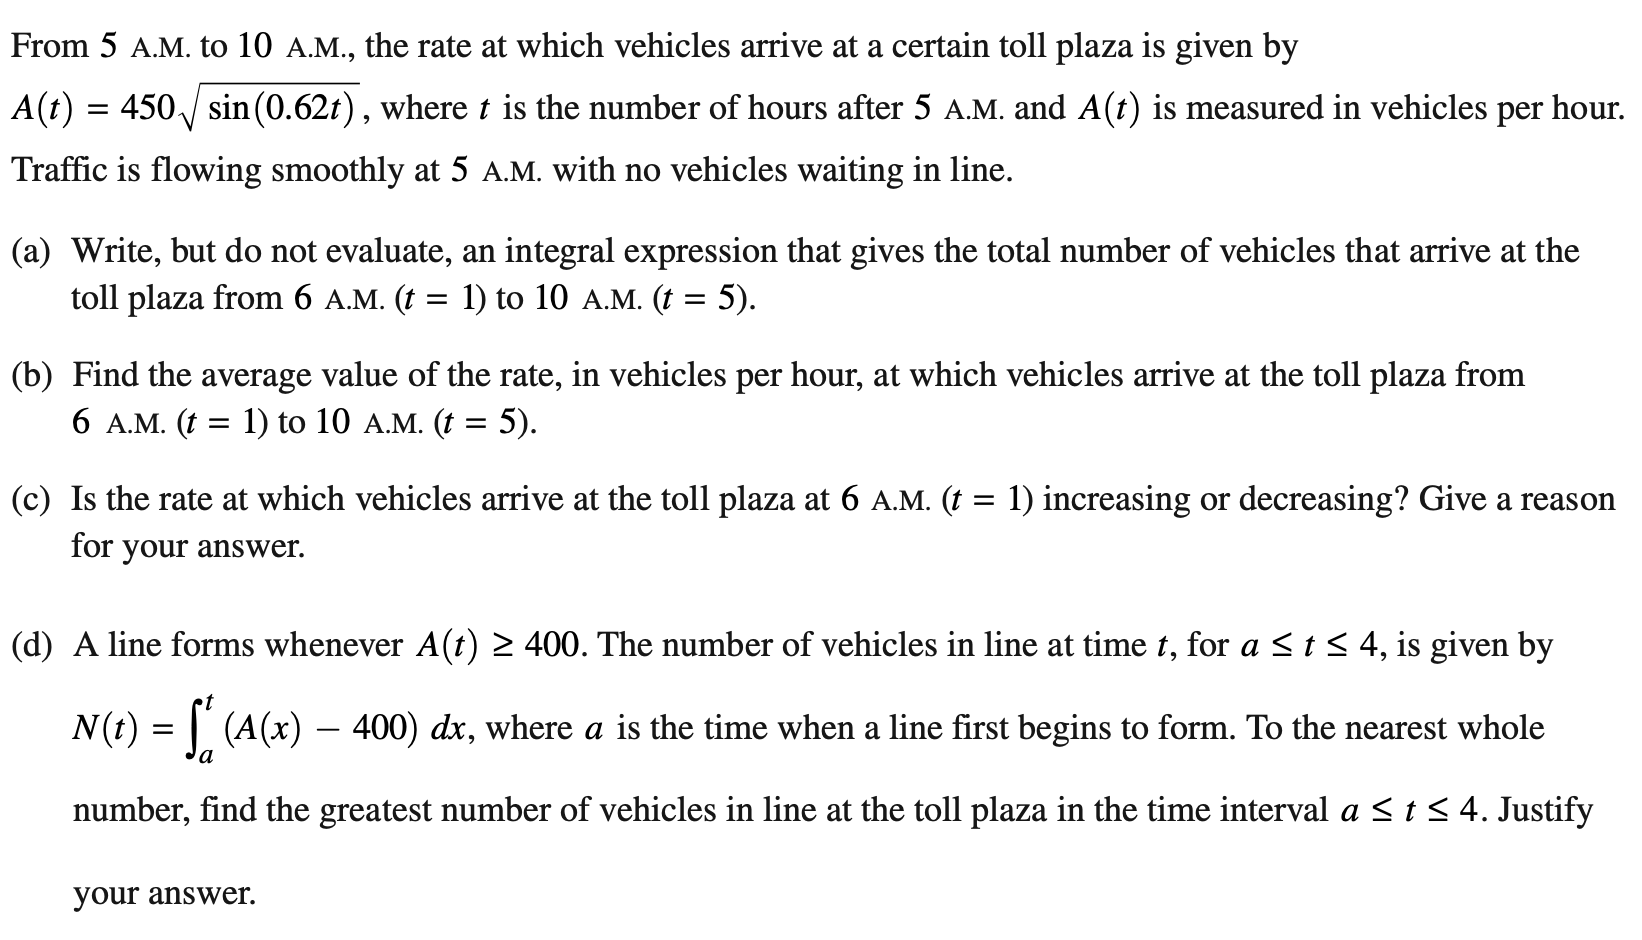 From 5 A.M. to 10 A.M., the rate at which vehicles arrive at a certain toll plaza is given by
A(t) = 450√sin(0.62t), where t is the number of hours after 5 A.M. and A(t) is measured in vehicles per hour.
Traffic is flowing smoothly at 5 A.M. with no vehicles waiting in line.
(a) Write, but do not evaluate, an integral expression that gives the total number of vehicles that arrive at the
toll plaza from 6 A.M. (t = 1) to 10 A.M. (t = 5).
(b) Find the average value of the rate, in vehicles per hour, at which vehicles arrive at the toll plaza from
6 A.M. (t = 1) to 10 A.M. (t = 5).
(c) Is the rate at which vehicles arrive at the toll plaza at 6 A.M. (t = 1) increasing or decreasing? Give a reason
for your answer.
(d) A line forms whenever A(t) ≥ 400. The number of vehicles in line at time t, for a ≤ t ≤ 4, is given by
N(t) = ∫ₐᵗ (A(x) − 400) dx, where a is the time when a line first begins to form. To the nearest whole
number, find the greatest number of vehicles in line at the toll plaza in the time interval a ≤ t ≤ 4. Justify
your answer.